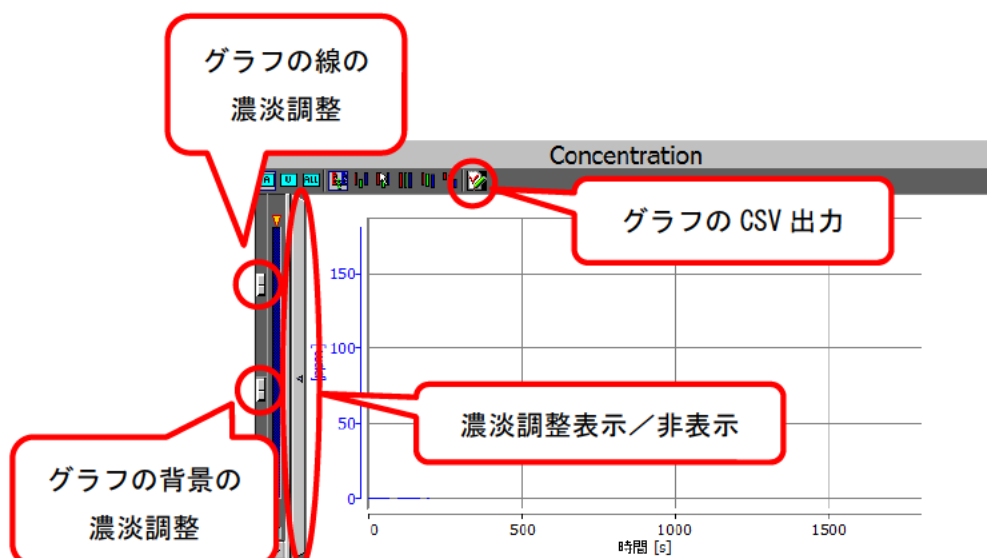 グラフの線の
濃淡調整
Concentration
A U ALL
グラフの CSV 出力
150
100
[ppm]
濃淡調整表示／非表示
50
グラフの背景の
濃淡調整
0
0 500 1000 1500
時間 [s]